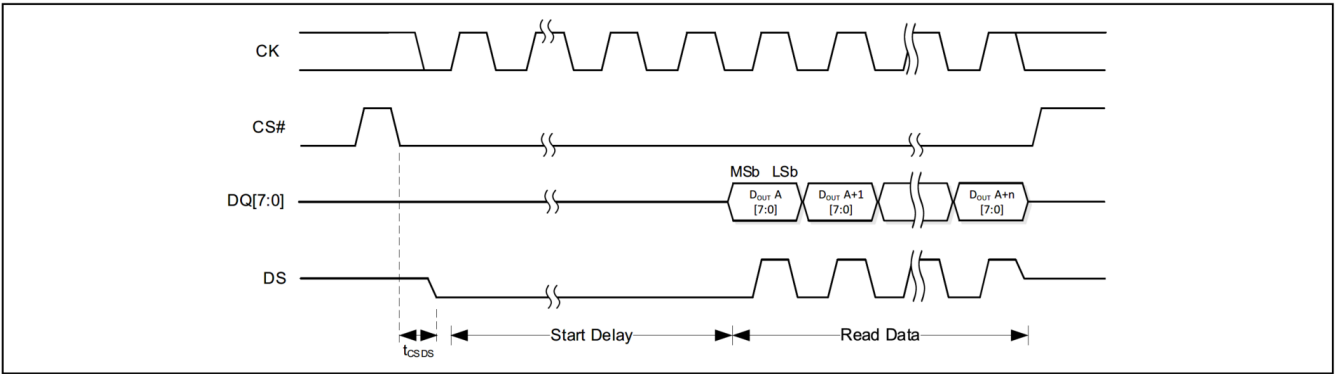 CK
CS#
MSb LSb
DQ[7:0]
DOUT A
[7:0]
DOUT A+1
[7:0]
DOUT A+n
[7:0]
DS
tCSDS
Start Delay
Read Data